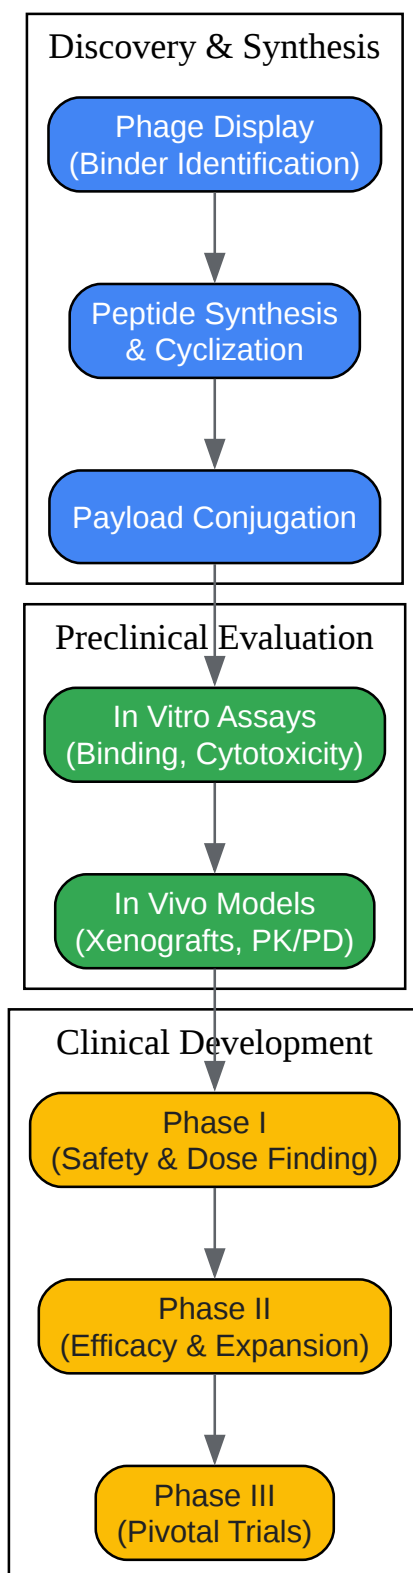 Discovery & Synthesis
Phage Display
(Binder Identification)
Peptide Synthesis
& Cyclization
Payload Conjugation
Preclinical Evaluation
In Vitro Assays
(Binding, Cytotoxicity)
In Vivo Models
(Xenografts, PK/PD)
Clinical Development
Phase I
(Safety & Dose Finding)
Phase II
(Efficacy & Expansion)
Phase III
(Pivotal Trials)